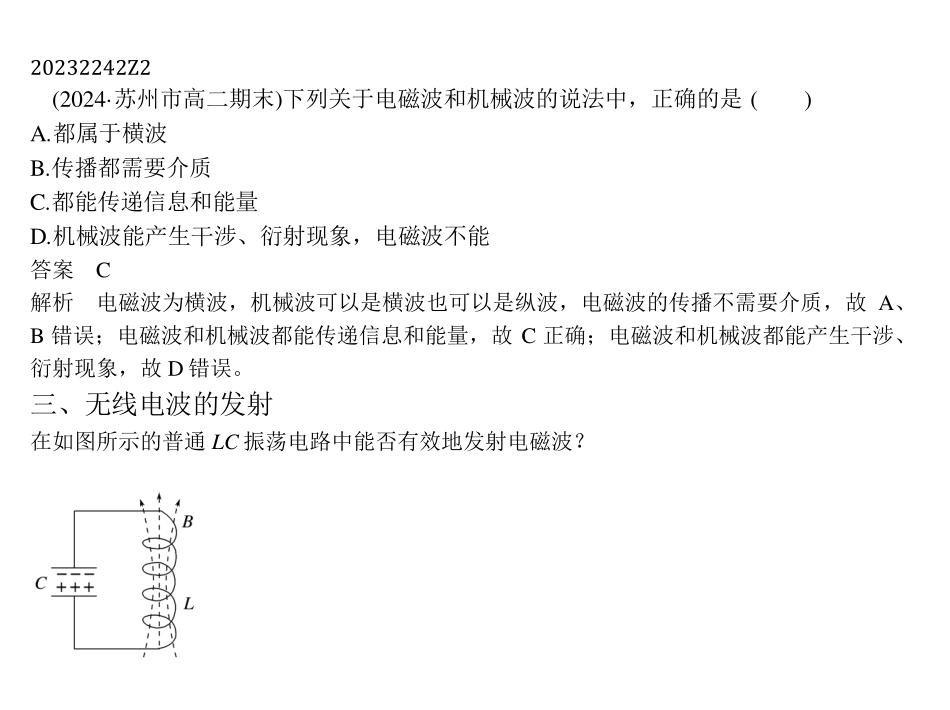 20232242Z2
(2024·苏州市高二期末)下列关于电磁波和机械波的说法中，正确的是 (　　)
A.都属于横波
B.传播都需要介质
C.都能传递信息和能量
D.机械波能产生干涉、衍射现象，电磁波不能
答案　C
解析　电磁波为横波，机械波可以是横波也可以是纵波，电磁波的传播不需要介质，故 A、
B 错误；电磁波和机械波都能传递信息和能量，故 C 正确；电磁波和机械波都能产生干涉、
衍射现象，故 D 错误。
三、无线电波的发射
在如图所示的普通 LC 振荡电路中能否有效地发射电磁波？
B
C
− − −
+ + +
L